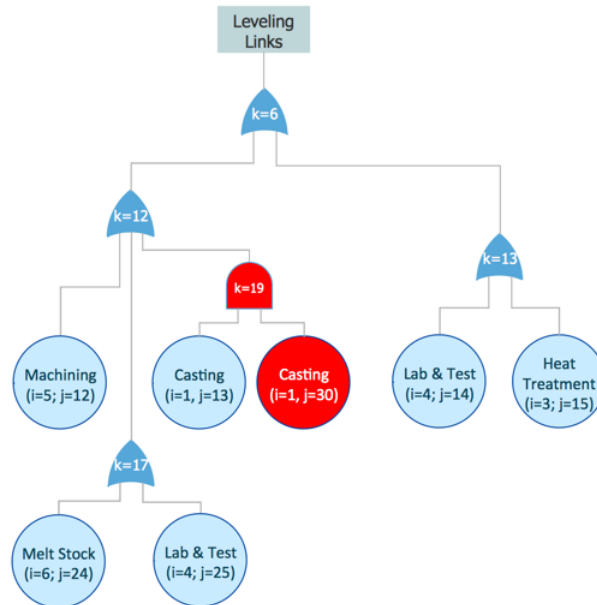 Leveling
Links
k=6
k=12
k=13
k=19
Machining
(i=5; j=12)
Casting
(i=1, j=13)
Casting
(i=1, j=30)
Lab & Test
(i=4; j=14)
Heat
Treatment
(i=3; j=15)
k=17
Melt Stock
(i=6; j=24)
Lab & Test
(i=4; j=25)